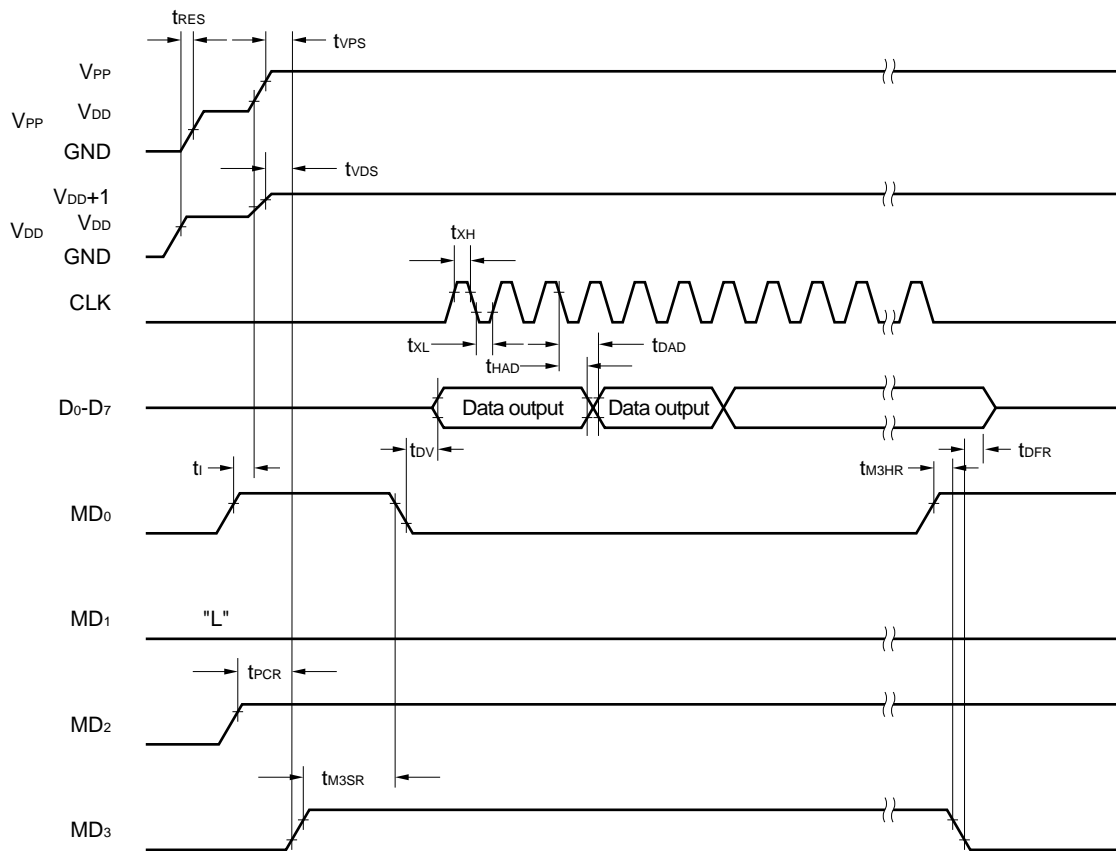 tRES
tVPS
VPP
VPP
VDD
GND
tVDS
VDD
VDD+1
VDD
GND
tXH
CLK
tXL
tHAD
tDAD
D0-D7
Data output
Data output
tDV
tI
tM3HR
tDFR
MD0
MD1
"L"
tPCR
MD2
tM3SR
MD3